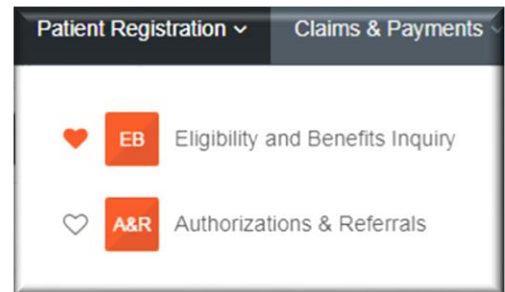 Patient Registration Claims & Payments
EB Eligibility and Benefits Inquiry
A&R Authorizations & Referrals